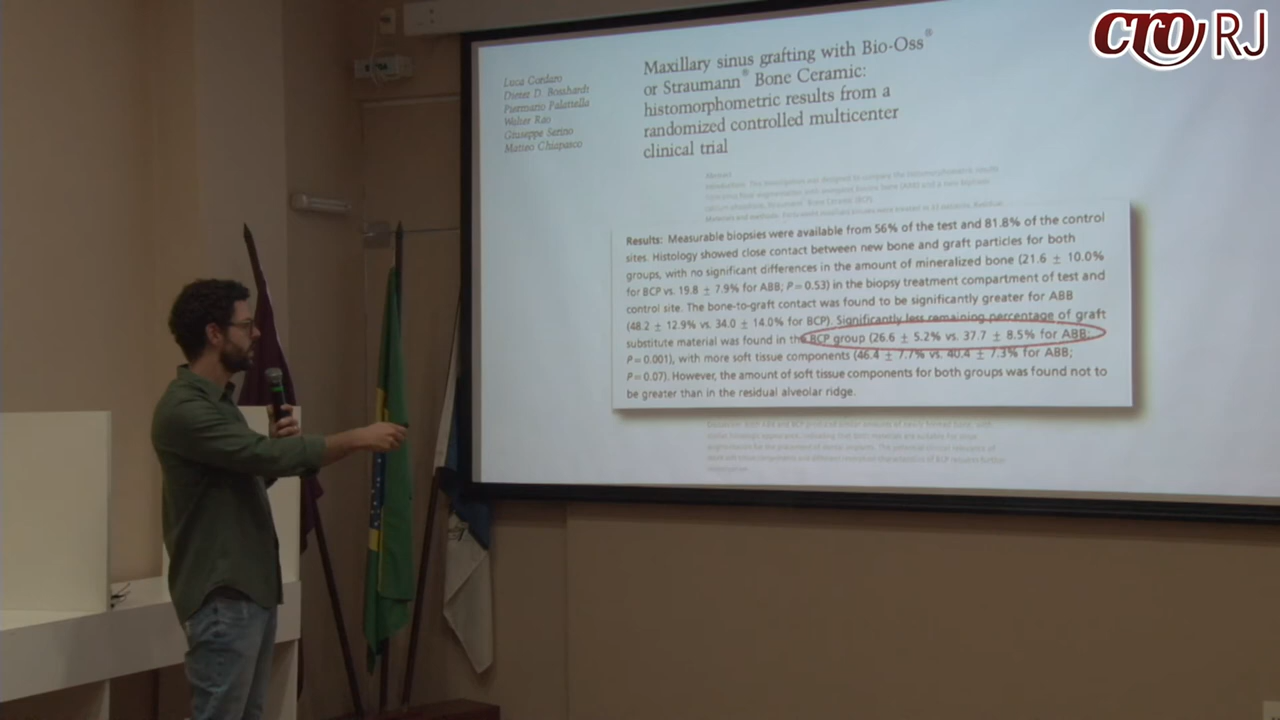 CTO RJ
Luca Cordaro
Dieter D. Bosshardt
Piermario Palattella
Walter Rao
Giuseppe Serino
Matteo Chiapasco
Maxillary sinus grafting with Bio-Oss®
or Straumann® Bone Ceramic:
histomorphometric results from a
randomized controlled multicenter
clinical trial
Abstract
Results: Measurable biopsies were available from 56% of the test and 81.8% of the control
sites. Histology showed close contact between new bone and graft particles for both
groups, with no significant differences in the amount of mineralized bone (21.6 ± 10.0%
for BCP vs. 19.8 ± 7.9% for ABB; P=0.53) in the biopsy treatment compartment of test and
control site. The bone-to-graft contact was found to be significantly greater for ABB
(48.2 ± 12.9% vs. 34.0 ± 14.0% for BCP). Significantly less remaining percentage of graft
substitute material was found in the BCP group (26.6 ± 5.2% vs. 37.7 ± 8.5% for ABB;
P=0.001), with more soft tissue components (46.4 ± 7.7% vs. 40.4 ± 7.3% for ABB;
P=0.07). However, the amount of soft tissue components for both groups was found not to
be greater than in the residual alveolar ridge.